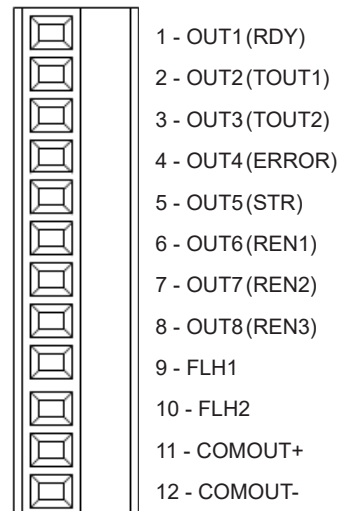 1 - OUT1(RDY)
2 - OUT2(TOUT1)
3 - OUT3(TOUT2)
4 - OUT4(ERROR)
5 - OUT5(STR)
6 - OUT6(REN1)
7 - OUT7(REN2)
8 - OUT8(REN3)
9 - FLH1
10 - FLH2
11 - COMOUT+
12 - COMOUT-